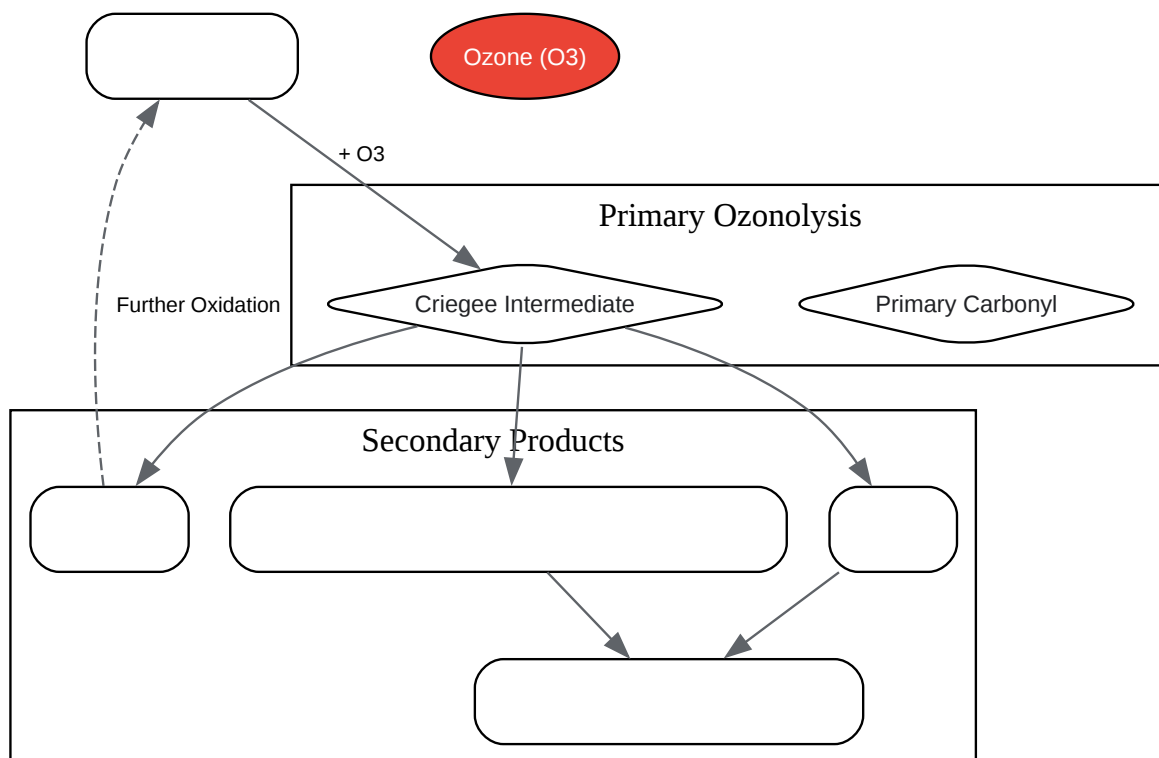 Ozone (O3)
+ O3
Primary Ozonolysis
Criegee Intermediate
Primary Carbonyl
Further Oxidation
Secondary Products